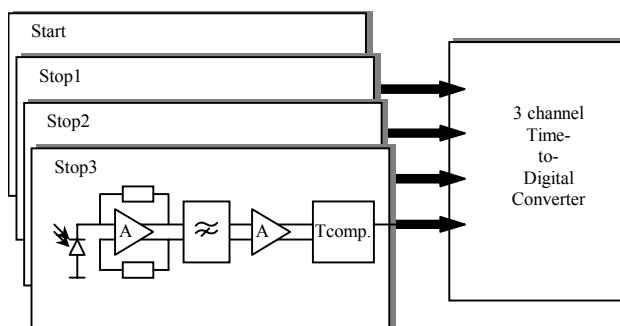 Start
Stop1
Stop2
Stop3
A
A
Tcomp.
3 channel
Time-
to-
Digital
Converter